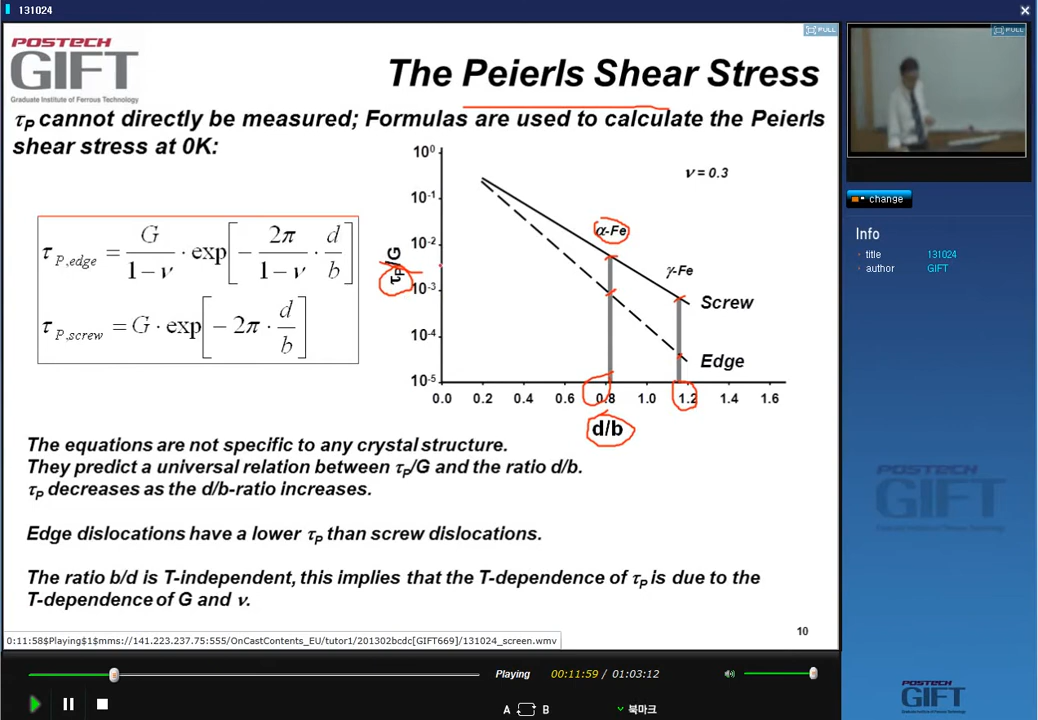 131024
POSTECH
GIFT
Graduate Institute of Ferrous Technology
FULL
FULL
The Peierls Shear Stress
τP cannot directly be measured; Formulas are used to calculate the Peierls
shear stress at 0K:
τ P,edge = G / 1−ν · exp[ − 2π / 1−ν · d / b ]
τ P,screw = G · exp[ − 2π · d / b ]
10⁰
10⁻¹
10⁻²
10⁻³
10⁻⁴
10⁻⁵
τP/G
ν = 0.3
α-Fe
γ-Fe
Screw
Edge
0.0 0.2 0.4 0.6 0.8 1.0 1.2 1.4 1.6
d/b
The equations are not specific to any crystal structure.
They predict a universal relation between τP/G and the ratio d/b.
τP decreases as the d/b-ratio increases.
Edge dislocations have a lower τP than screw dislocations.
The ratio b/d is T-independent, this implies that the T-dependence of τP is due to the
T-dependence of G and ν.
10
0:11:58$Playing$1$mms://141.223.237.75:555/OnCastContents_EU/tutor1/201302bcdc[GIFT669]/131024_screen.wmv
Playing 00:11:59 / 01:03:12
A B 북마크
change
Info
title 131024
author GIFT
POSTECH
GIFT
POSTECH
GIFT